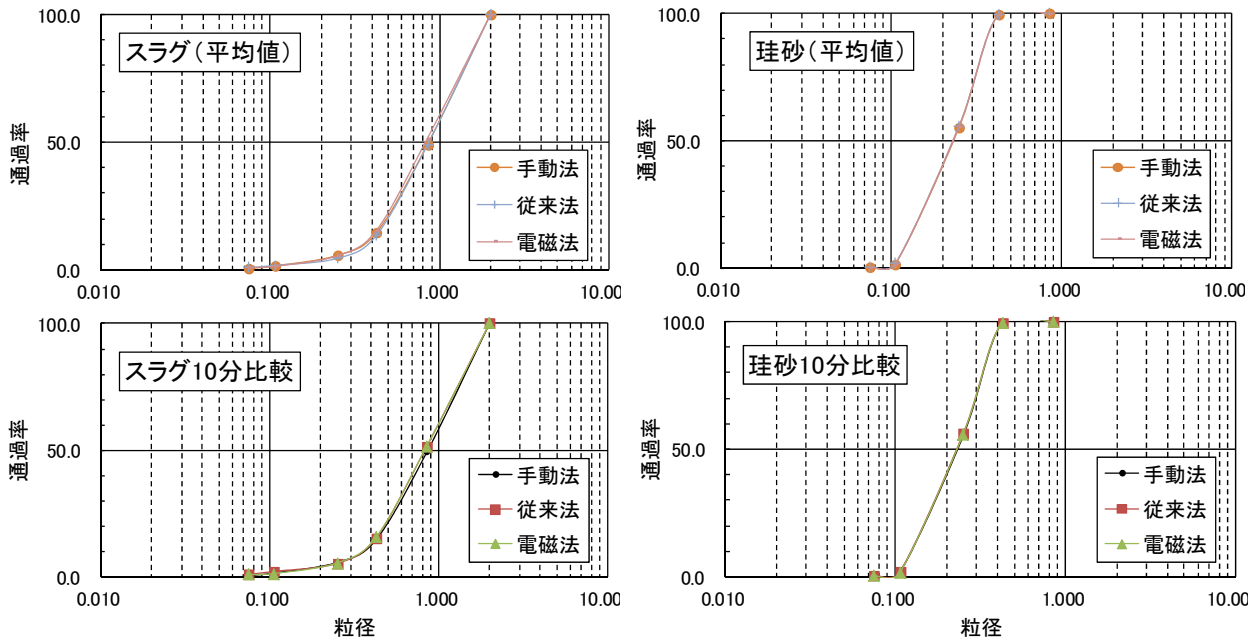 スラグ(平均値)
通過率
100.0
50.0
0.0
0.010
0.100
1.000
10.00
手動法
従来法
電磁法
珪砂(平均値)
通過率
100.0
50.0
0.0
0.010
0.100
1.000
10.00
手動法
従来法
電磁法
スラグ10分比較
通過率
100.0
50.0
0.0
0.010
0.100
1.000
10.00
粒径
手動法
従来法
電磁法
珪砂10分比較
通過率
100.0
50.0
0.0
0.010
0.100
1.000
10.00
粒径
手動法
従来法
電磁法